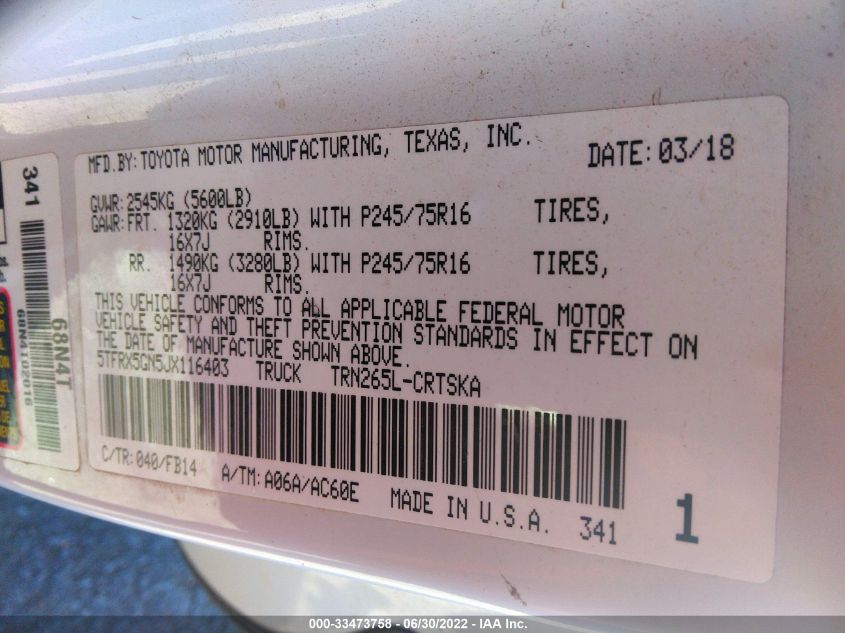 MFD.BY:TOYOTA MOTOR MANUFACTURING, TEXAS, INC. DATE:03/18
GVWR:2545KG (5600LB)
GAWR:FRT. 1320KG (2910LB) WITH P245/75R16 TIRES,
16X7J RIMS.
RR. 1490KG (3280LB) WITH P245/75R16 TIRES,
16X7J RIMS.
THIS VEHICLE CONFORMS TO ALL APPLICABLE FEDERAL MOTOR
VEHICLE SAFETY AND THEFT PREVENTION STANDARDS IN EFFECT ON
THE DATE OF MANUFACTURE SHOWN ABOVE.
5TFRX5GN5JX116403 TRUCK TRN265L-CRTSKA
C/TR:040/FB14 A/TM:A06A/AC60E MADE IN U.S.A. 341 1
341
68N4T
000-33473758 - 06/30/2022 - IAA Inc.